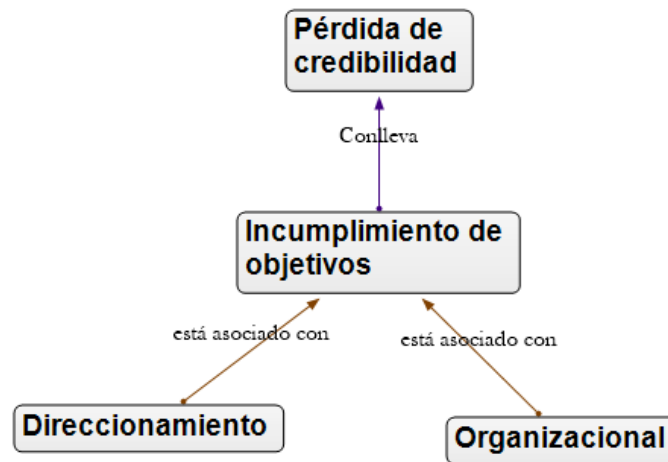 Pérdida de
credibilidad
Conlleva
Incumplimiento de
objetivos
está asociado con
está asociado con
Direccionamiento
Organizacional